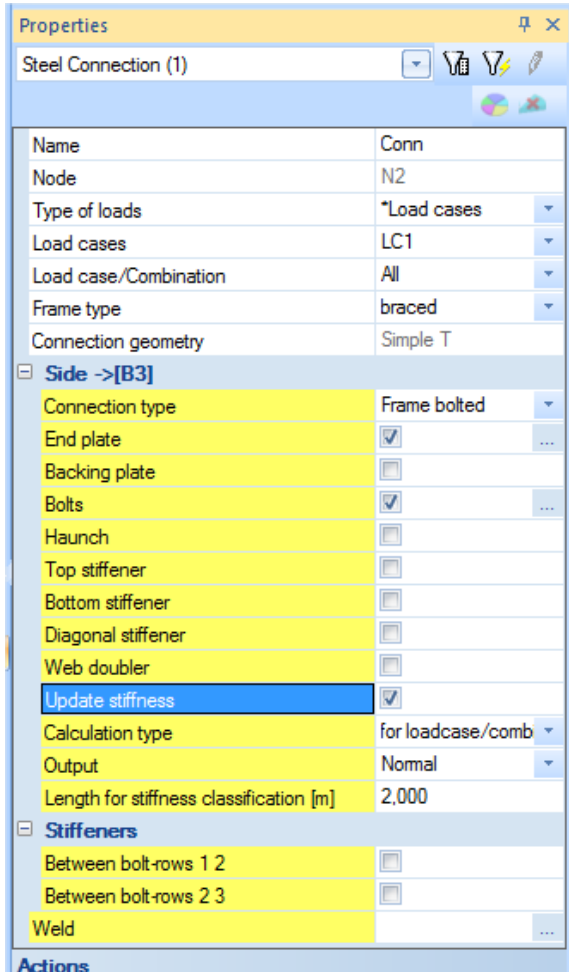 Properties
Steel Connection (1)
Name Conn
Node N2
Type of loads *Load cases
Load cases LC1
Load case/Combination All
Frame type braced
Connection geometry Simple T
Side ->[B3]
Connection type Frame bolted
End plate ...
Backing plate
Bolts ...
Haunch
Top stiffener
Bottom stiffener
Diagonal stiffener
Web doubler
Update stiffness
Calculation type for loadcase/comb
Output Normal
Length for stiffness classification [m] 2,000
Stiffeners
Between bolt-rows 1 2
Between bolt-rows 2 3
Weld ...
Actions